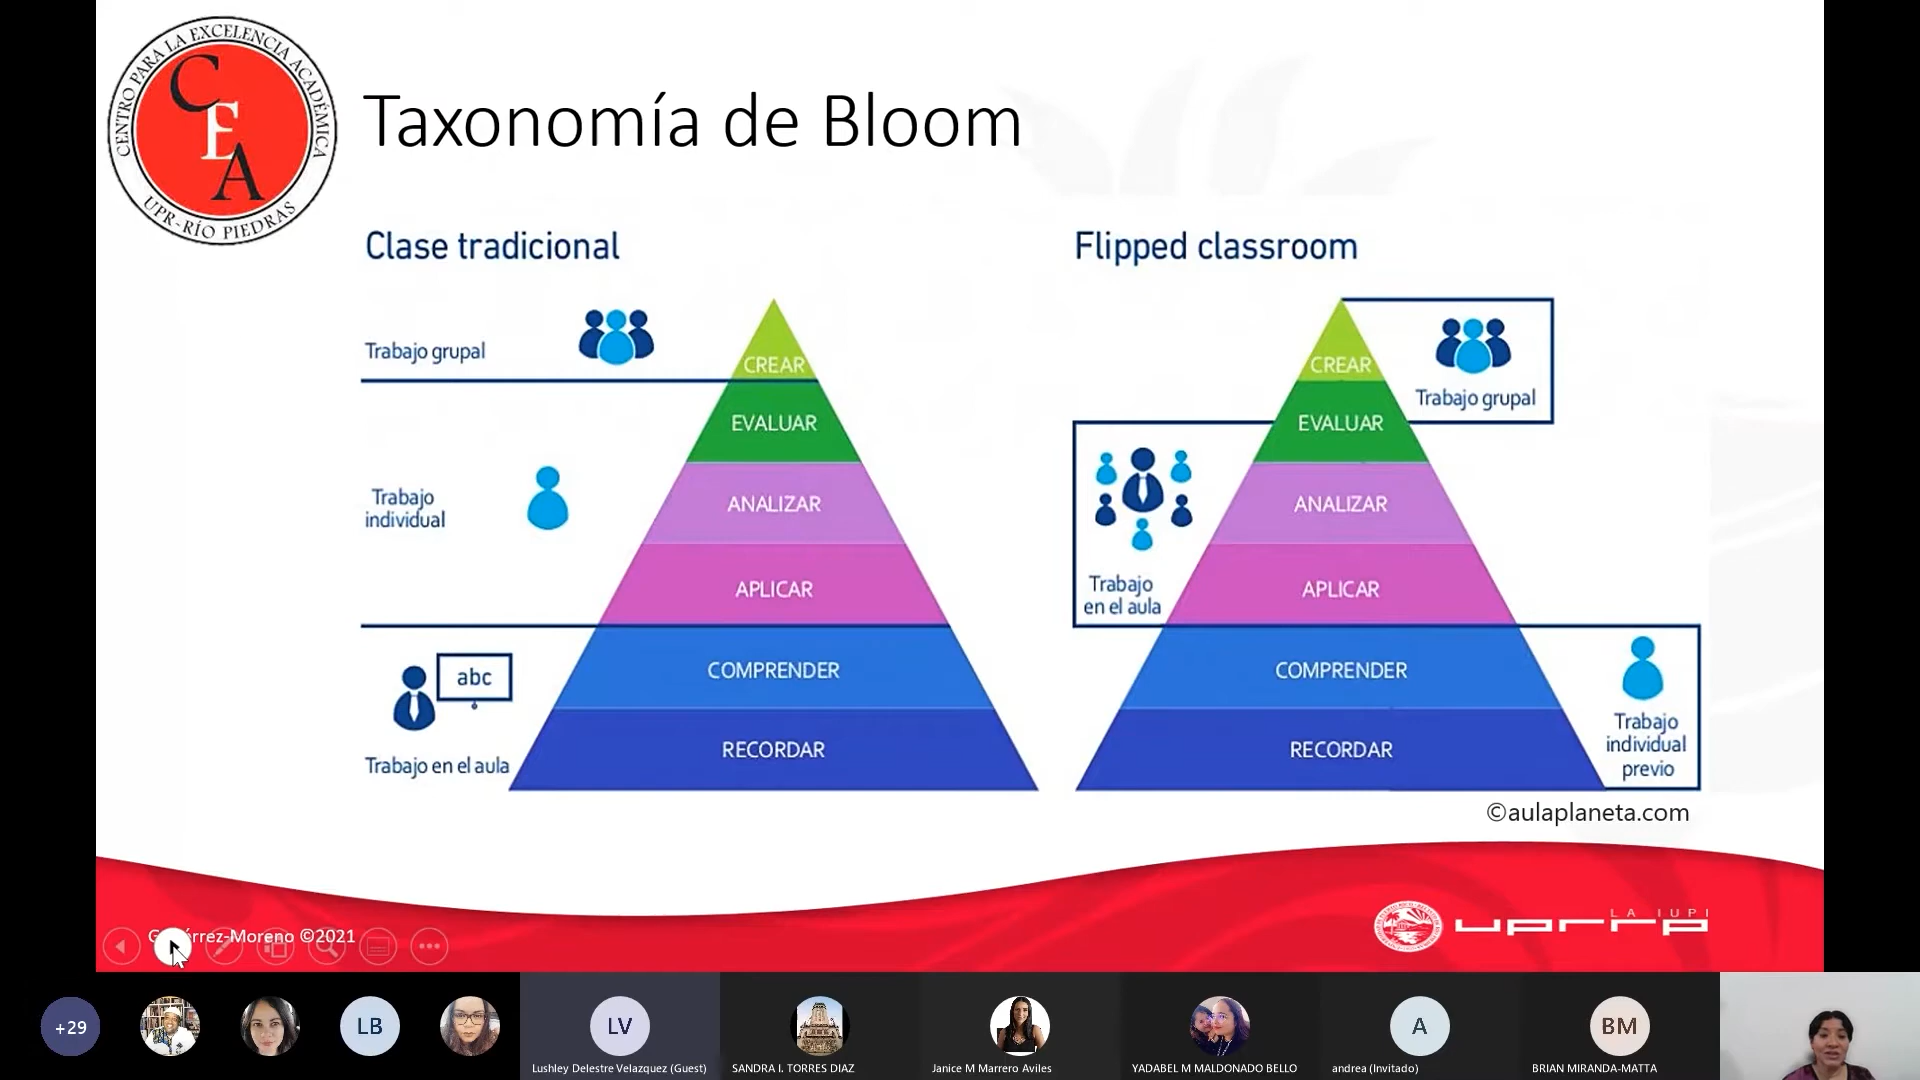 CENTRO PARA LA EXCELENCIA ACADÉMICA
CEA
UPR-RÍO PIEDRAS
Taxonomía de Bloom
Clase tradicional
Trabajo grupal
Trabajo
individual
abc
Trabajo en el aula
CREAR
EVALUAR
ANALIZAR
APLICAR
COMPRENDER
RECORDAR
Flipped classroom
Trabajo grupal
Trabajo
en el aula
Trabajo
individual
previo
CREAR
EVALUAR
ANALIZAR
APLICAR
COMPRENDER
RECORDAR
©aulaplaneta.com
©2021
LA IUPI
uprrp
+29
LB
LV
A
BM
Lushley Delestre Velazquez (Guest)
SANDRA I. TORRES DIAZ
Janice M Marrero Aviles
YADABEL M MALDONADO BELLO
andrea (Invitado)
BRIAN MIRANDA-MATTA